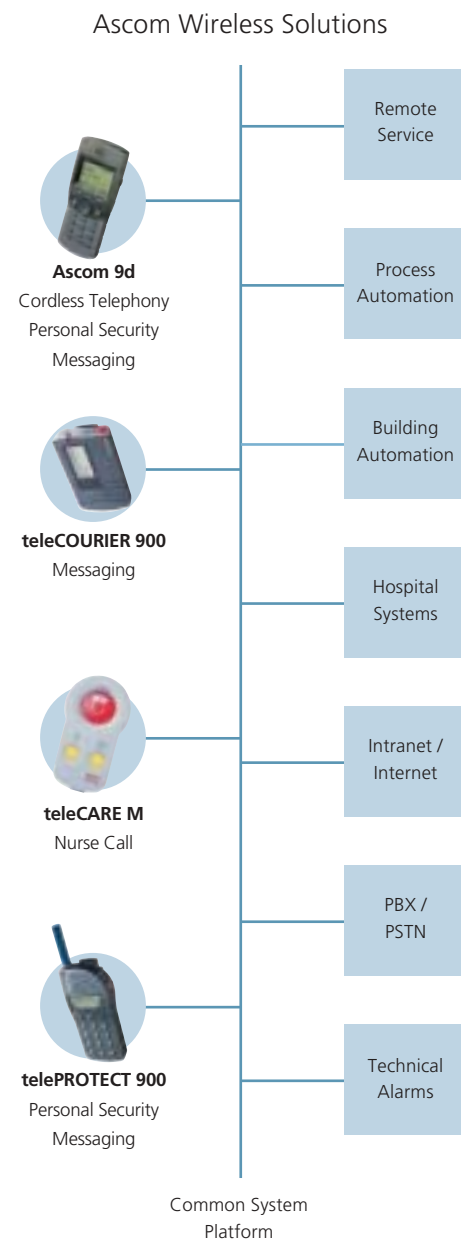 Ascom Wireless Solutions
Ascom 9d
Cordless Telephony
Personal Security
Messaging
teleCOURIER 900
Messaging
teleCARE M
Nurse Call
telePROTECT 900
Personal Security
Messaging
Remote
Service
Process
Automation
Building
Automation
Hospital
Systems
Intranet /
Internet
PBX /
PSTN
Technical
Alarms
Common System
Platform